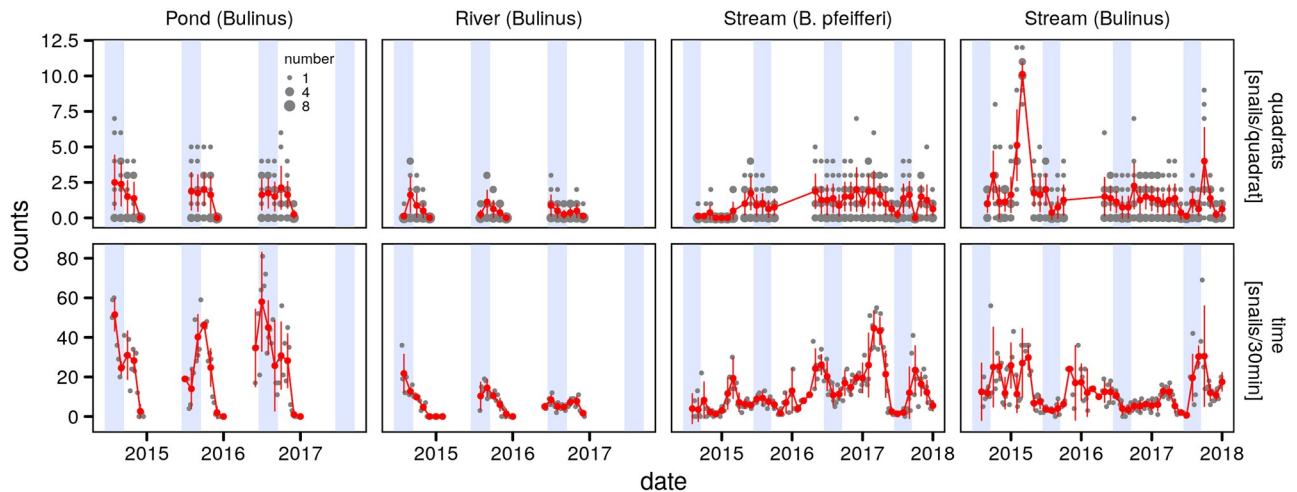 Pond (Bulinus) River (Bulinus) Stream (B. pfeifferi) Stream (Bulinus)
counts
12.5
10.0
7.5
5.0
2.5
0.0
number
1
4
8
quadrats
[snails/quadrat]
80
60
40
20
0
time
[snails/30min]
2015 2016 2017 2015 2016 2017 2015 2016 2017 2018 2015 2016 2017 2018
date